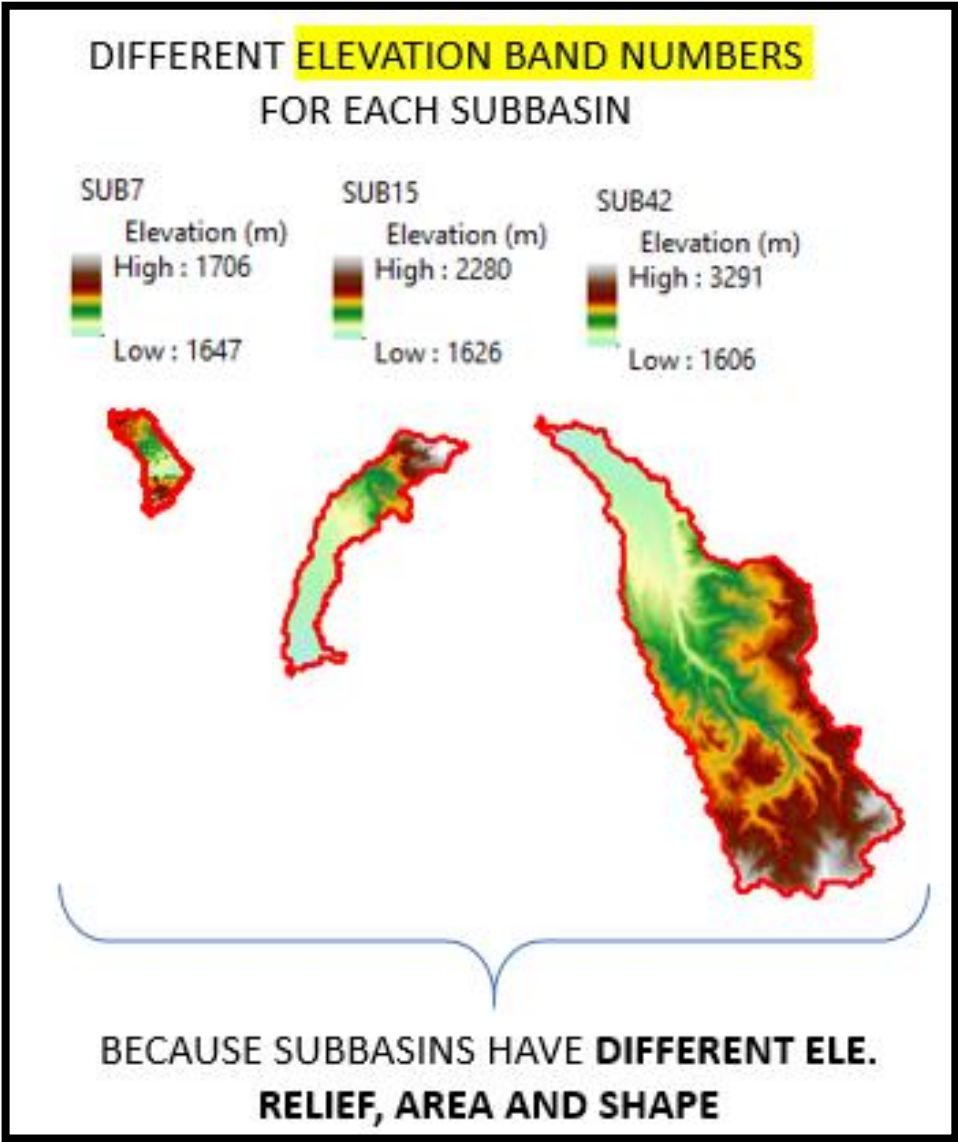 DIFFERENT ELEVATION BAND NUMBERS
FOR EACH SUBBASIN
SUB7
Elevation (m)
High : 1706
Low : 1647
SUB15
Elevation (m)
High : 2280
Low : 1626
SUB42
Elevation (m)
High : 3291
Low : 1606
BECAUSE SUBBASINS HAVE DIFFERENT ELE.
RELIEF, AREA AND SHAPE